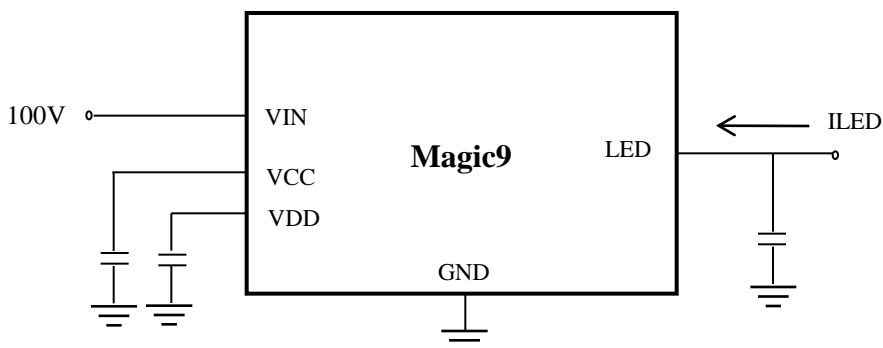 100V
VIN
VCC
VDD
Magic9
GND
LED
ILED